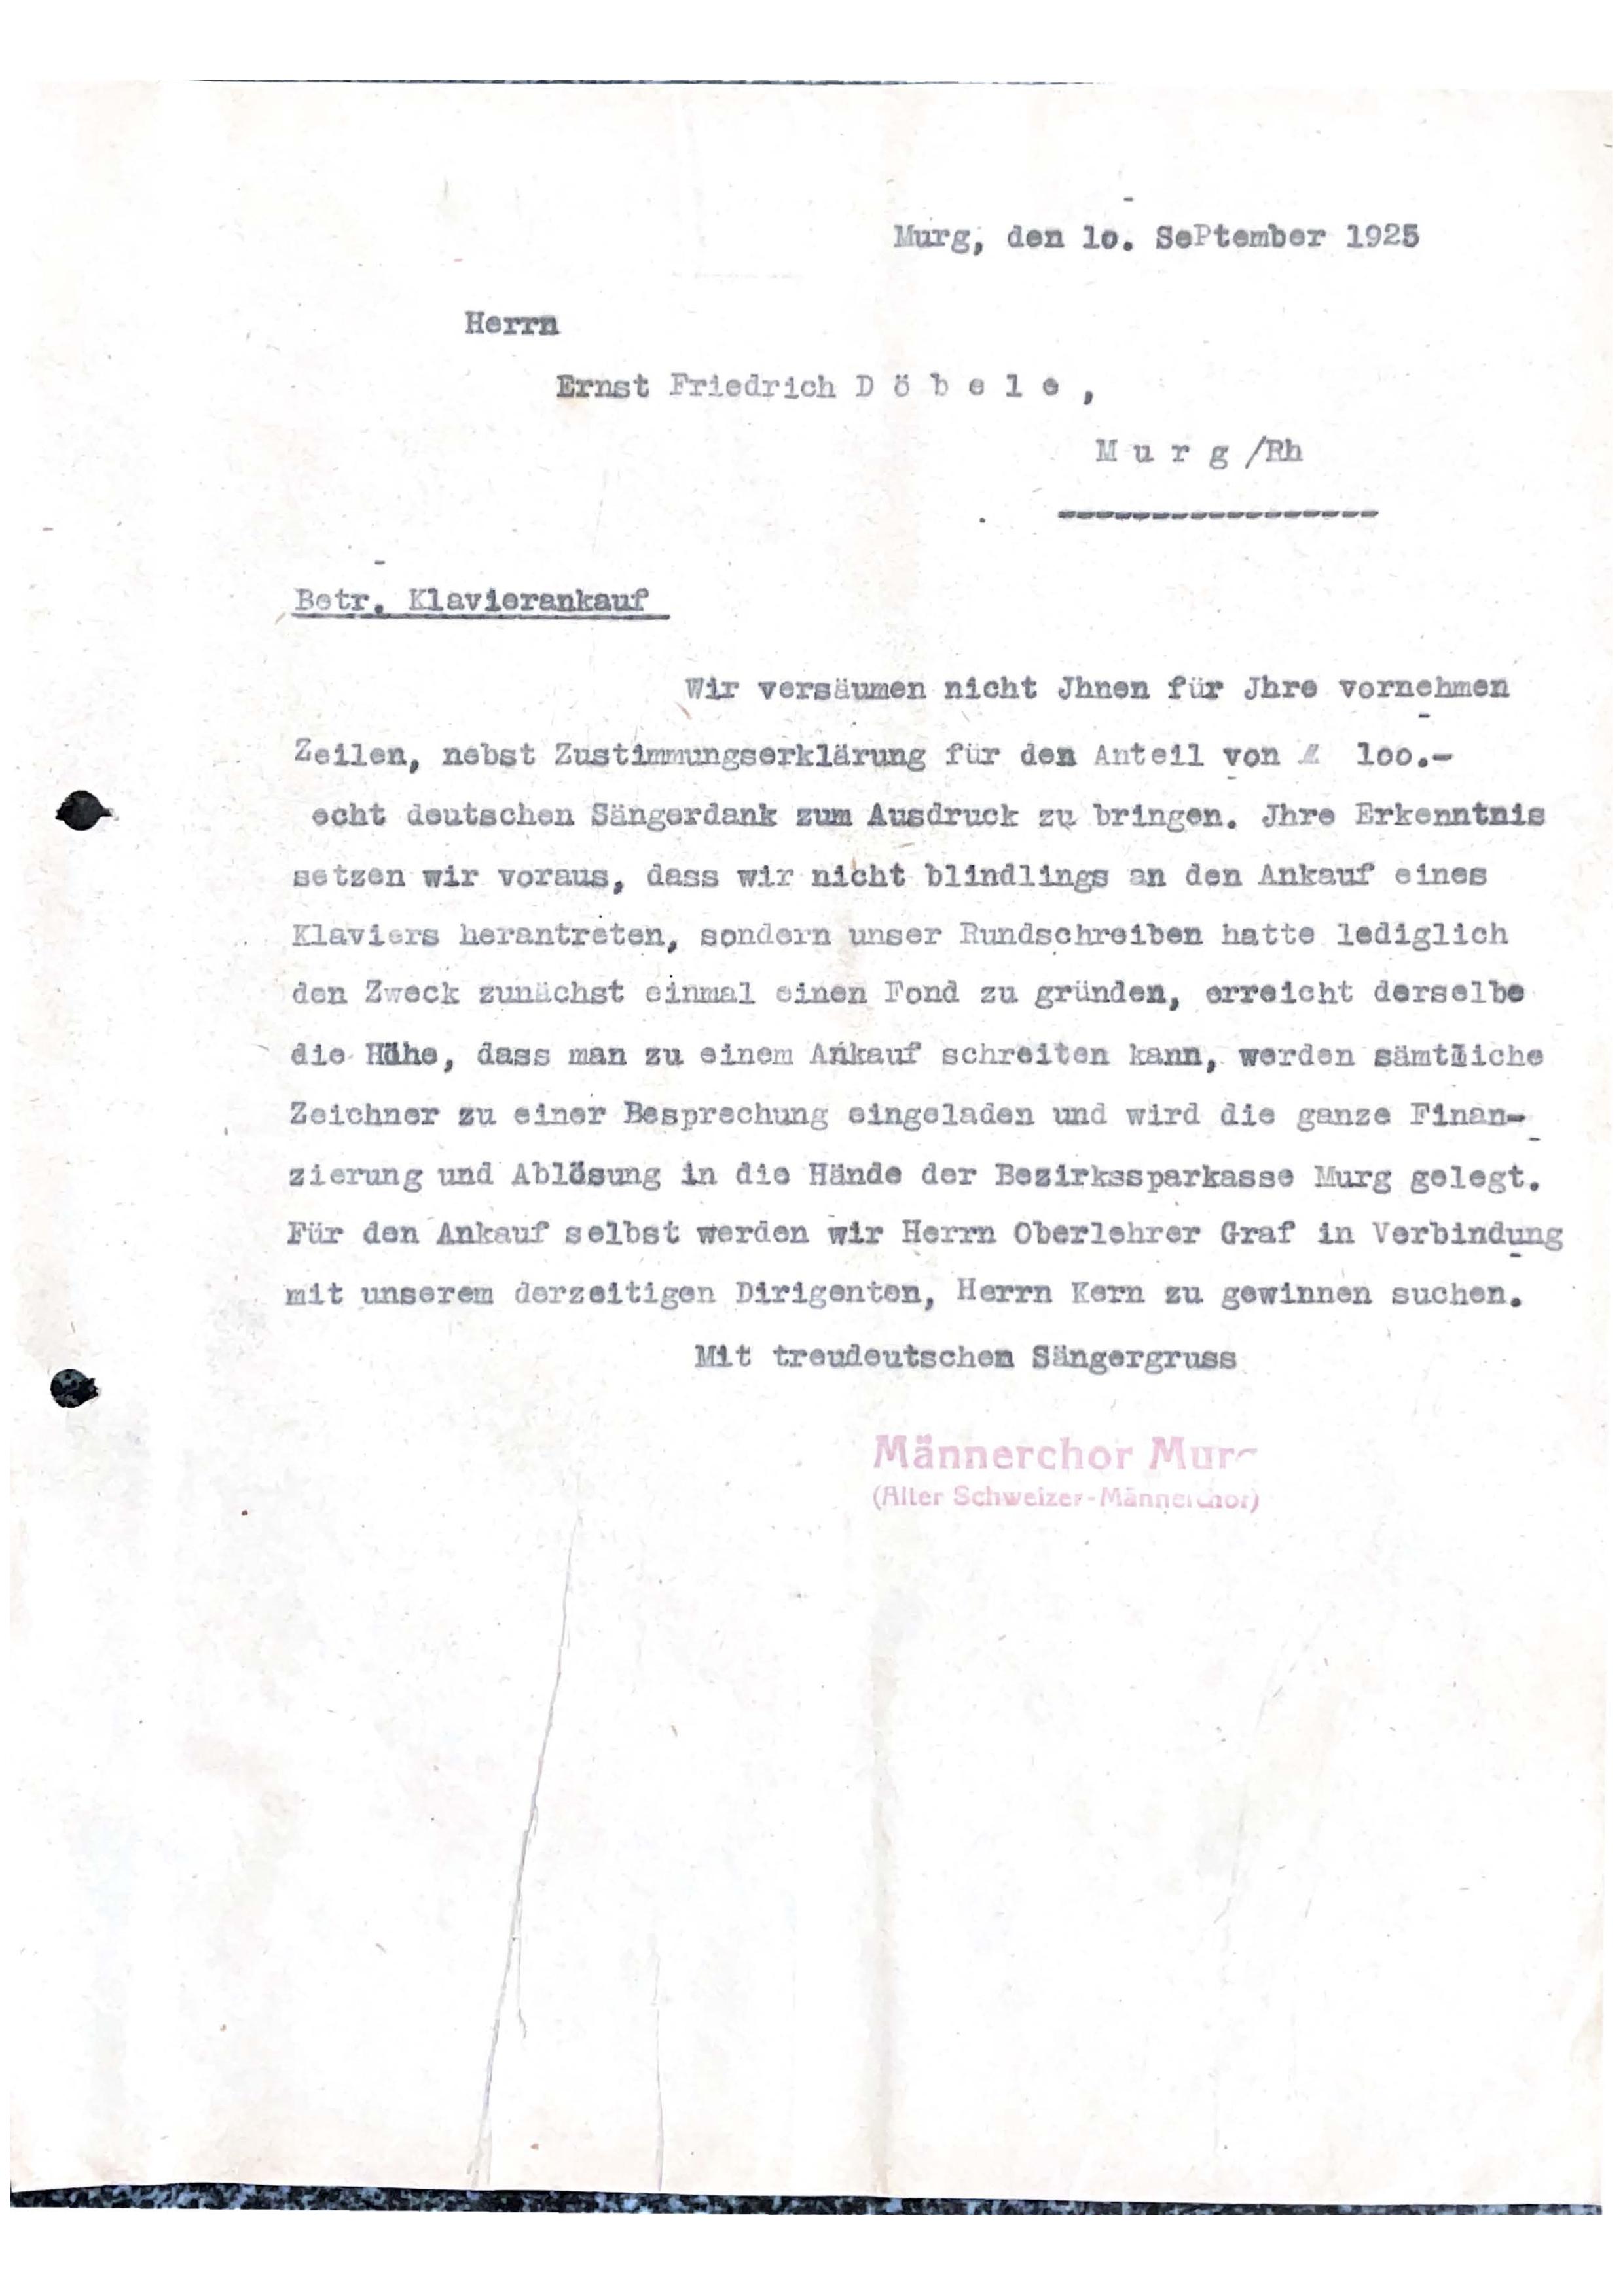 Murg, den 1o. SePtember 1925
Herrn
Ernst Friedrich D ö b e l e ,
M u r g /Rh
-----------------
Betr. Klavierankauf
Wir versäumen nicht Jhnen für Jhre vornehmen
Zeilen, nebst Zustimmungserklärung für den Anteil von 1oo.-
echt deutschen Sängerdank zum Ausdruck zu bringen. Jhre Erkenntnis
setzen wir voraus, dass wir nicht blindlings an den Ankauf eines
Klaviers herantreten, sondern unser Rundschreiben hatte lediglich
den Zweck zunächst einmal einen Fond zu gründen, erreicht derselbe
die Höhe, dass man zu einem Ankauf schreiten kann, werden sämtliche
Zeichner zu einer Besprechung eingeladen und wird die ganze Finan-
zierung und Ablösung in die Hände der Bezirkssparkasse Murg gelegt.
Für den Ankauf selbst werden wir Herrn Oberlehrer Graf in Verbindung
mit unserem derzeitigen Dirigenten, Herrn Kern zu gewinnen suchen.
Mit treudeutschen Sängergruss
Männerchor Murg
(Alter Schweizer-Männerchor)